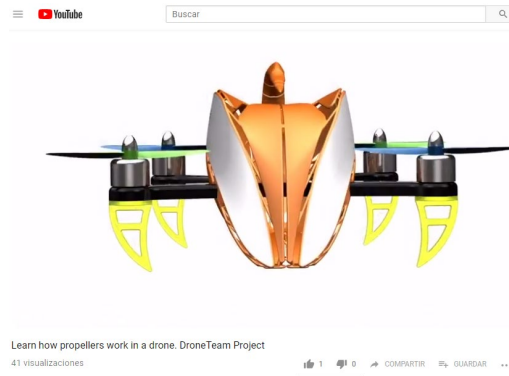 YouTube
Buscar
Learn how propellers work in a drone. DroneTeam Project
41 visualizaciones
1
0
COMPARTIR
GUARDAR